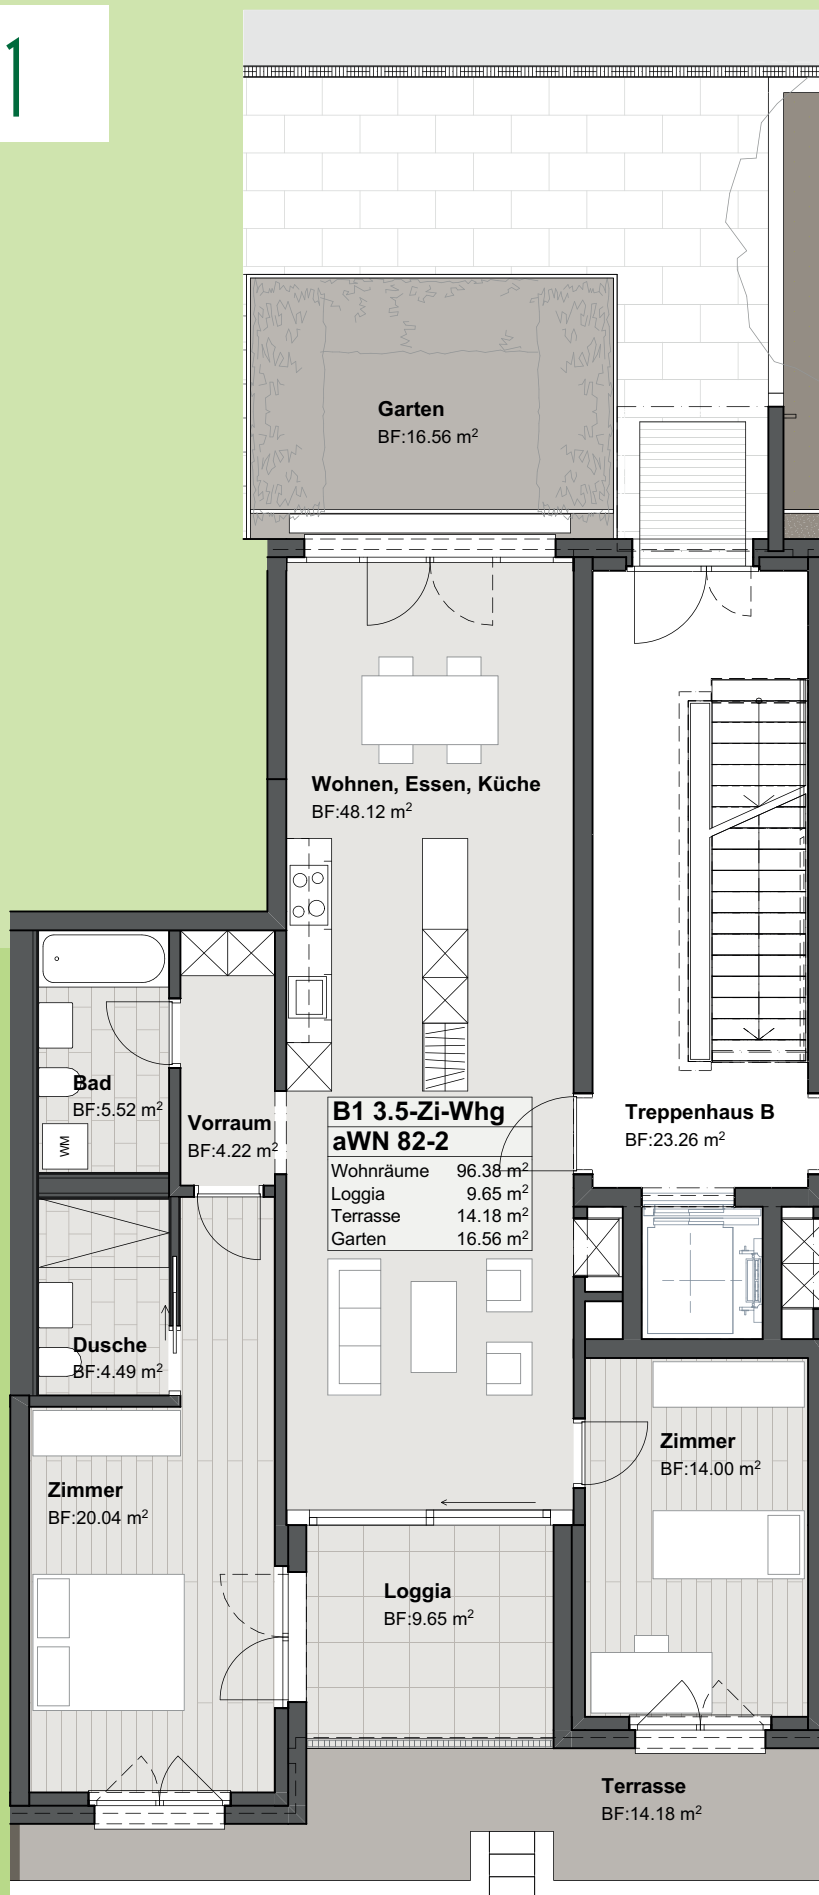 1
Garten
BF:16.56 m²
Wohnen, Essen, Küche
BF:48.12 m²
Bad
BF:5.52 m²
WM
Vorraum
BF:4.22 m²
B1 3.5-Zi-Whg
aWN 82-2
Wohnräume 96.38 m²
Loggia 9.65 m²
Terrasse 14.18 m²
Garten 16.56 m²
Treppenhaus B
BF:23.26 m²
Dusche
BF:4.49 m²
Zimmer
BF:14.00 m²
Zimmer
BF:20.04 m²
Loggia
BF:9.65 m²
Terrasse
BF:14.18 m²